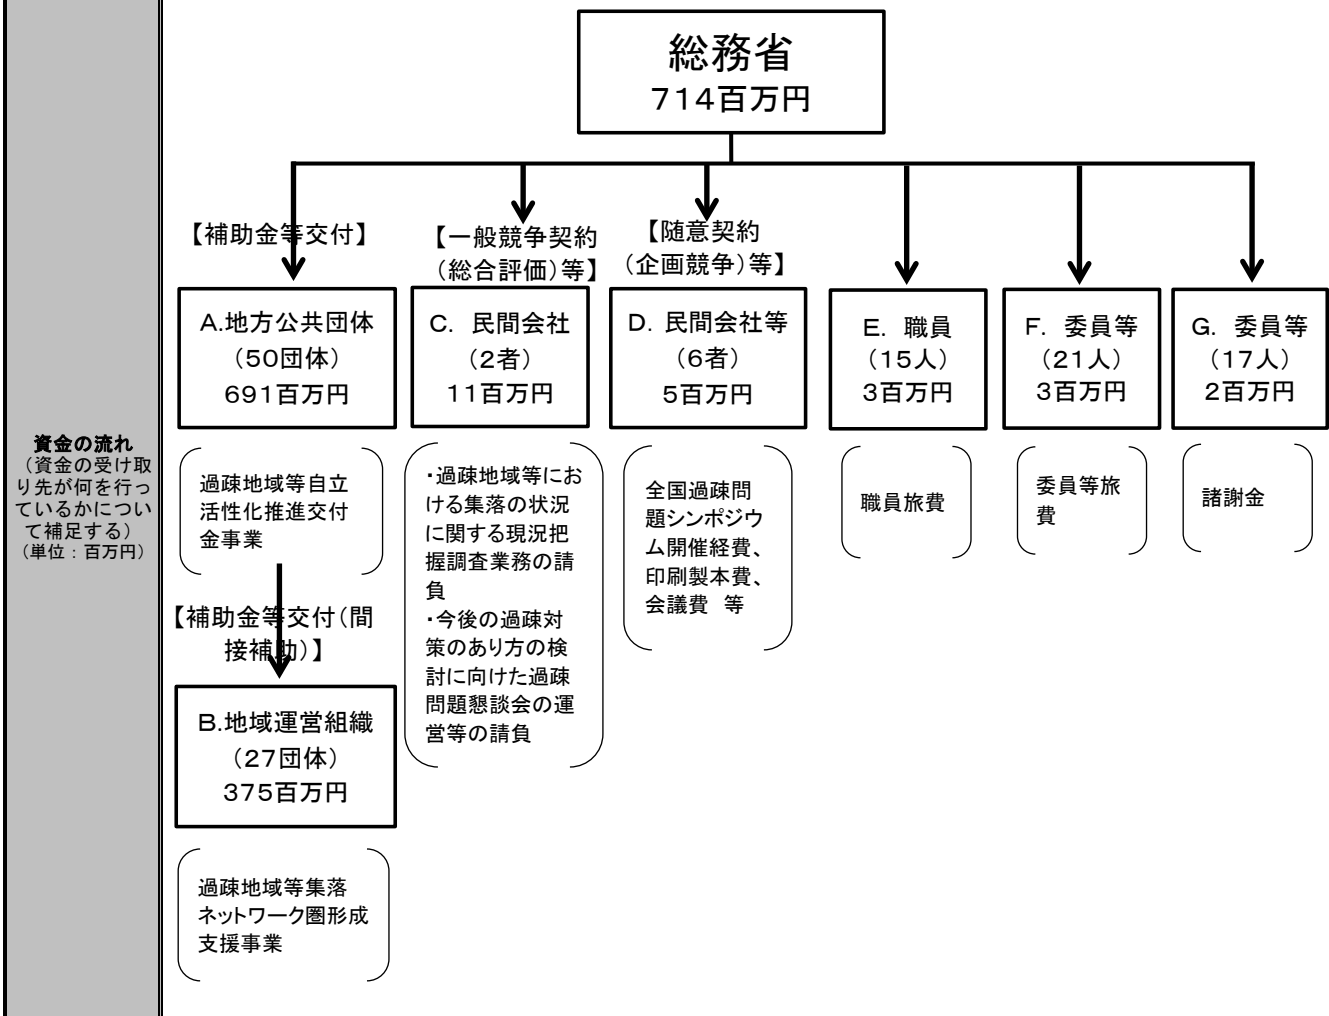 資金の流れ
（資金の受け取
り先が何を行っ
ているかについ
て補足する）
（単位：百万円）
総務省
714百万円
【補助金等交付】
【一般競争契約
（総合評価）等】
【随意契約
（企画競争）等】
A.地方公共団体
（50団体）
691百万円
C. 民間会社
（2者）
11百万円
D. 民間会社等
（6者）
5百万円
E. 職員
（15人）
3百万円
F. 委員等
（21人）
3百万円
G. 委員等
（17人）
2百万円
過疎地域等自立
活性化推進交付
金事業
・過疎地域等にお
ける集落の状況
に関する現況把
握調査業務の請
負
・今後の過疎対
策のあり方の検
討に向けた過疎
問題懇談会の運
営等の請負
全国過疎問
題シンポジウ
ム開催経費、
印刷製本費、
会議費 等
職員旅費
委員等旅
費
諸謝金
【補助金等交付（間
接補助）】
B.地域運営組織
（27団体）
375百万円
過疎地域等集落
ネットワーク圏形成
支援事業